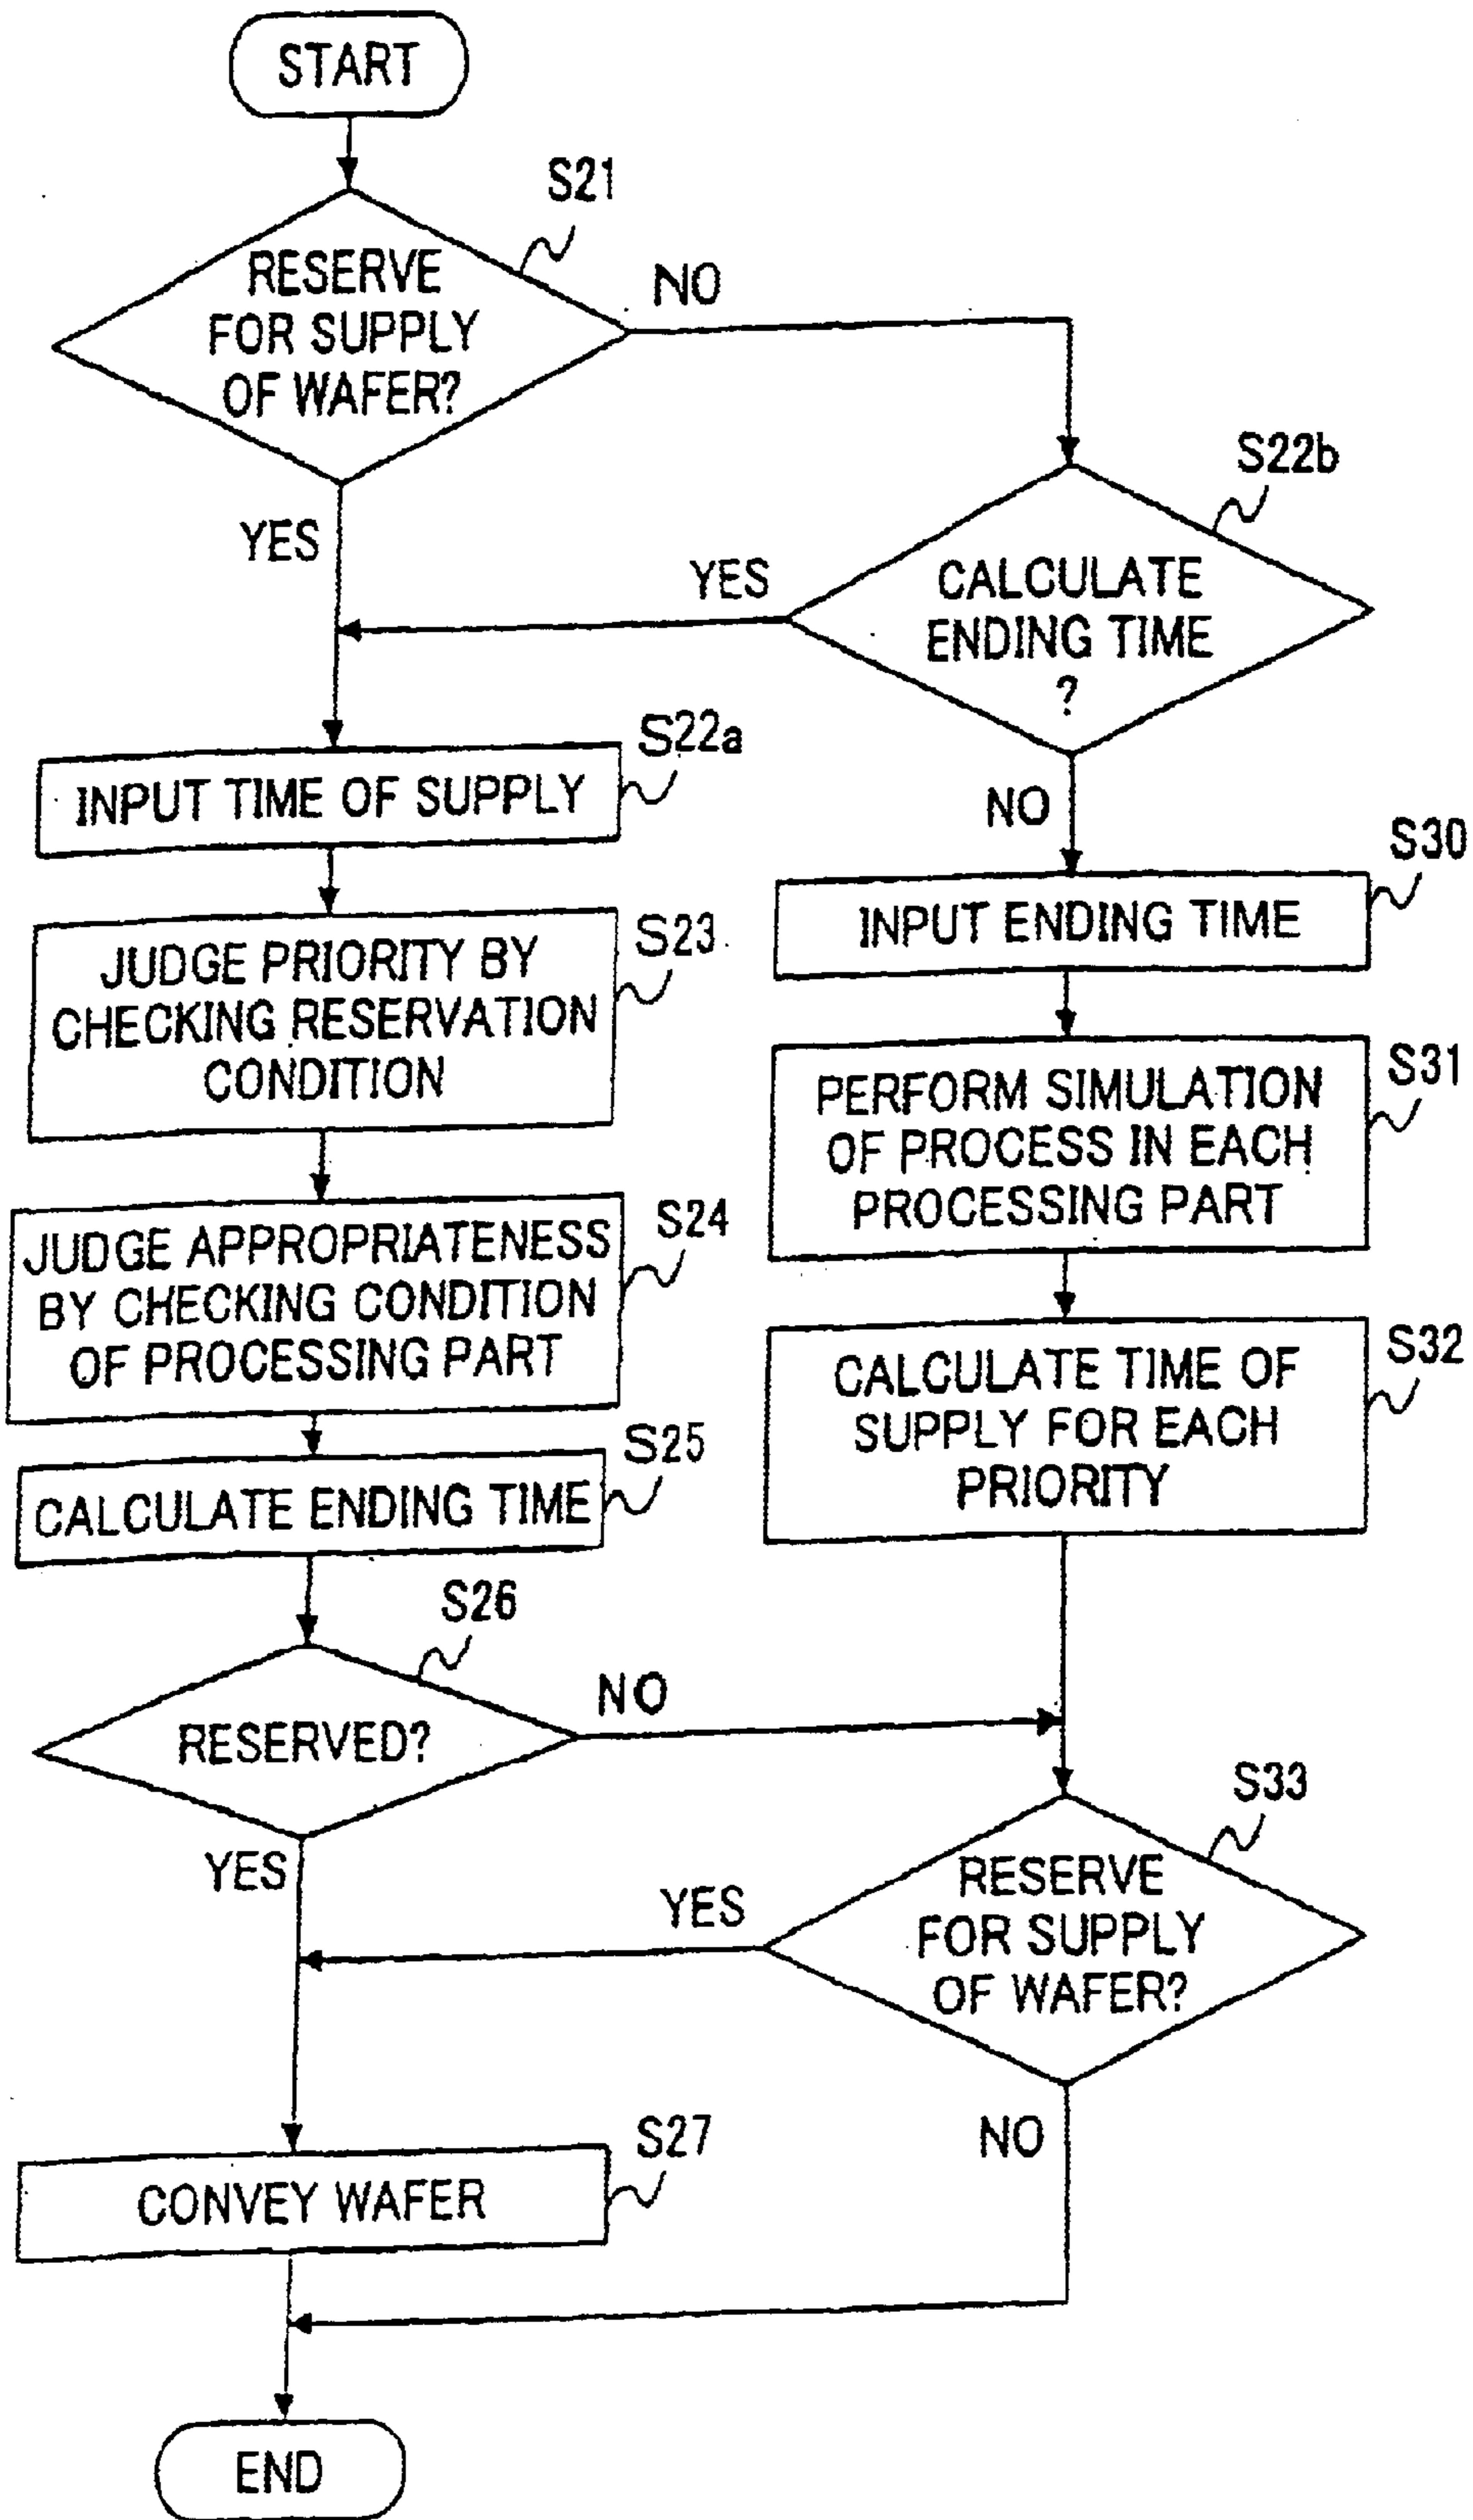 START
S21
RESERVE
FOR SUPPLY
OF WAFER?
NO
YES
S22b
CALCULATE
ENDING TIME
?
YES
NO
S22a
INPUT TIME OF SUPPLY
S30
INPUT ENDING TIME
S23
JUDGE PRIORITY BY
CHECKING RESERVATION
CONDITION
S31
PERFORM SIMULATION
OF PROCESS IN EACH
PROCESSING PART
S24
JUDGE APPROPRIATENESS
BY CHECKING CONDITION
OF PROCESSING PART
S32
CALCULATE TIME OF
SUPPLY FOR EACH
PRIORITY
S25
CALCULATE ENDING TIME
S26
RESERVED?
NO
YES
S33
RESERVE
FOR SUPPLY
OF WAFER?
YES
NO
S27
CONVEY WAFER
END